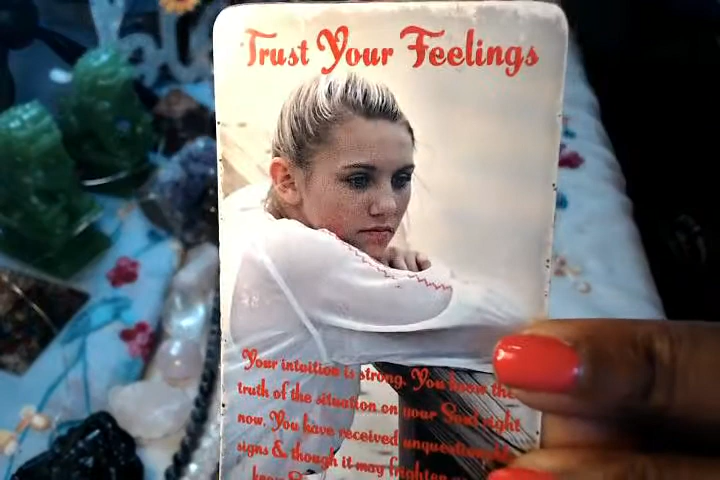 Trust Your Feelings
Your intuition is strong. You know the
truth of the situation on your Soul right
now. You have received
signs & though it may frighten